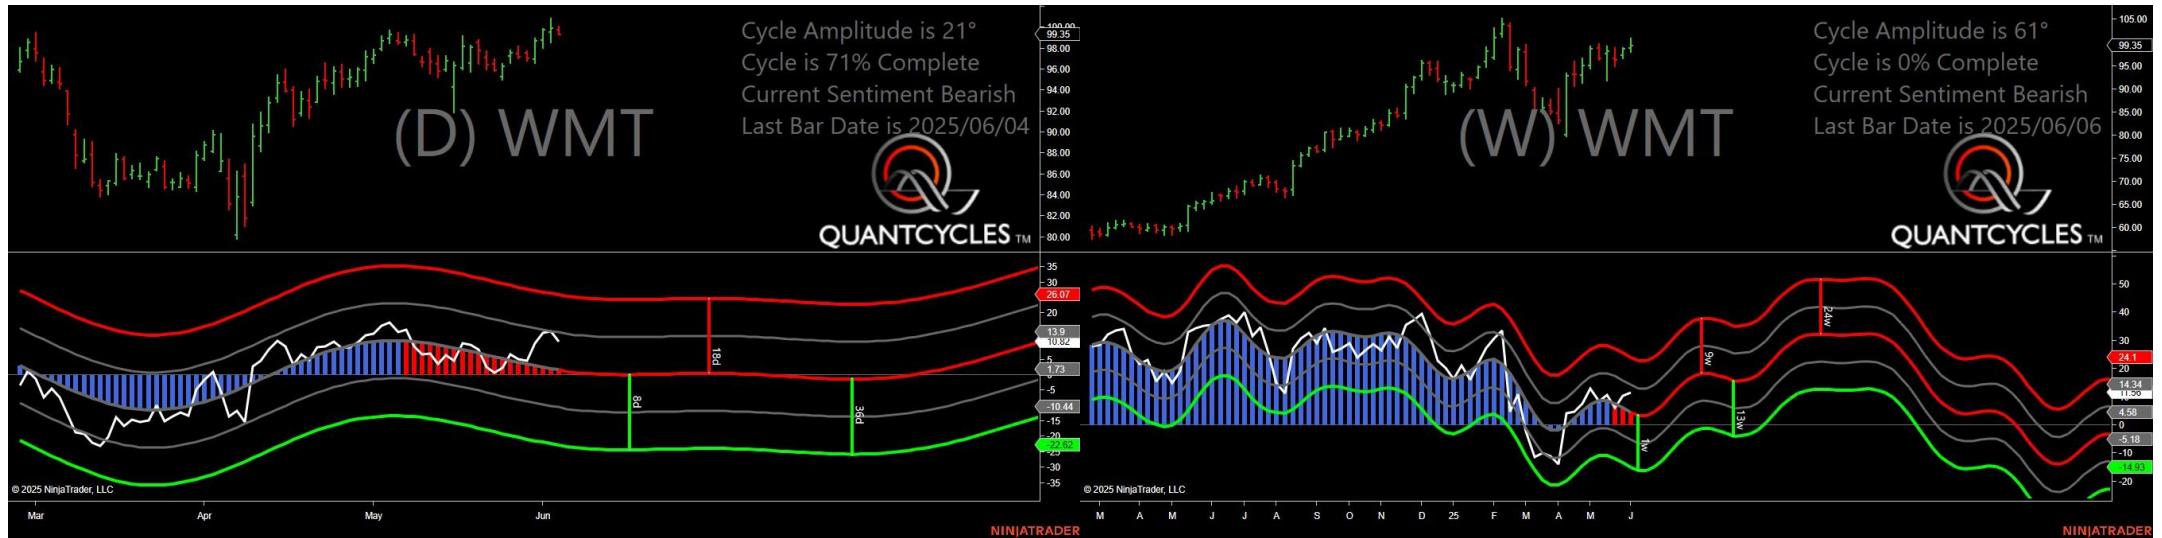 Cycle Amplitude is 21°
Cycle is 71% Complete
Current Sentiment Bearish
Last Bar Date is 2025/06/04
(D) WMT
QUANTCYCLES TM
100.00
99.35
98.00
96.00
94.00
92.00
90.00
88.00
86.00
84.00
82.00
80.00
35
26.07
20
13.9
10.82
5
1.73
-5
-10.44
-15
-20
-22.62
-25
-30
-35
18d
8d
36d
© 2025 NinjaTrader, LLC
Mar Apr May Jun
NINJATRADER
Cycle Amplitude is 61°
Cycle is 0% Complete
Current Sentiment Bearish
Last Bar Date is 2025/06/06
(W) WMT
QUANTCYCLES TM
105.00
99.35
95.00
90.00
85.00
80.00
75.00
70.00
65.00
60.00
50
40
30
24.1
20
14.34
11.56
4.58
0
-5.18
-10
-14.93
-20
9w
24w
1w
13w
© 2025 NinjaTrader, LLC
M A M J J A S O N D 25 F M A M J
NINJATRADER